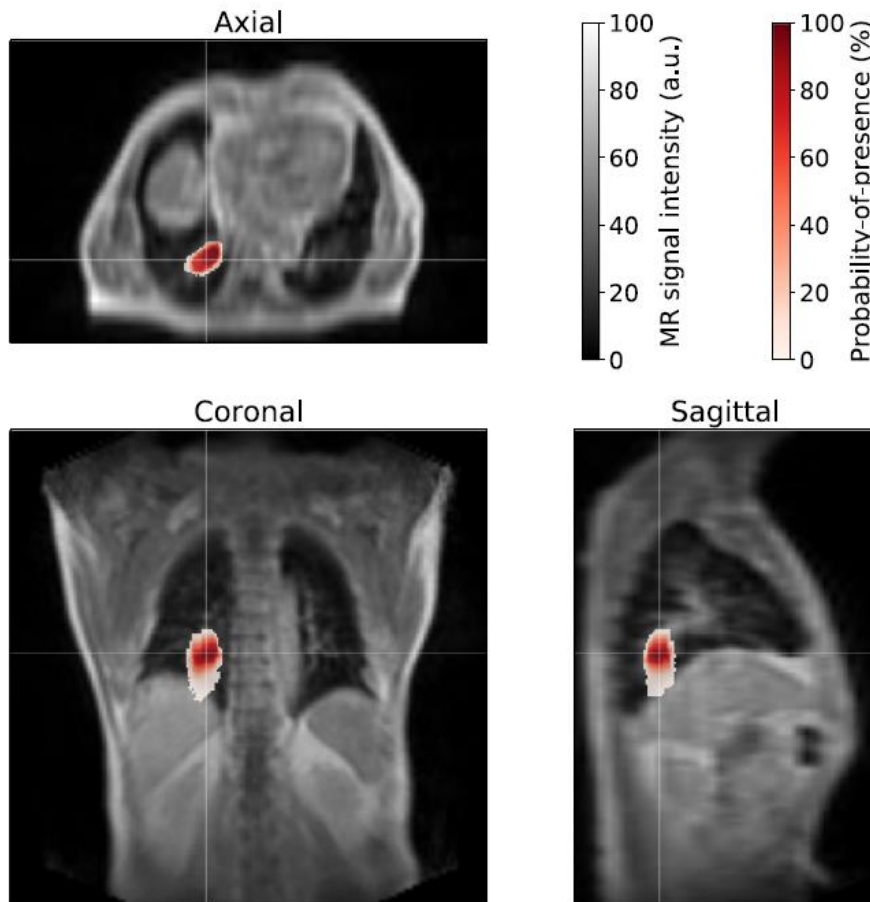 Axial
100
80
60
40
20
0
MR signal intensity (a.u.)
100
80
60
40
20
0
Probability-of-presence (%)
Coronal
Sagittal